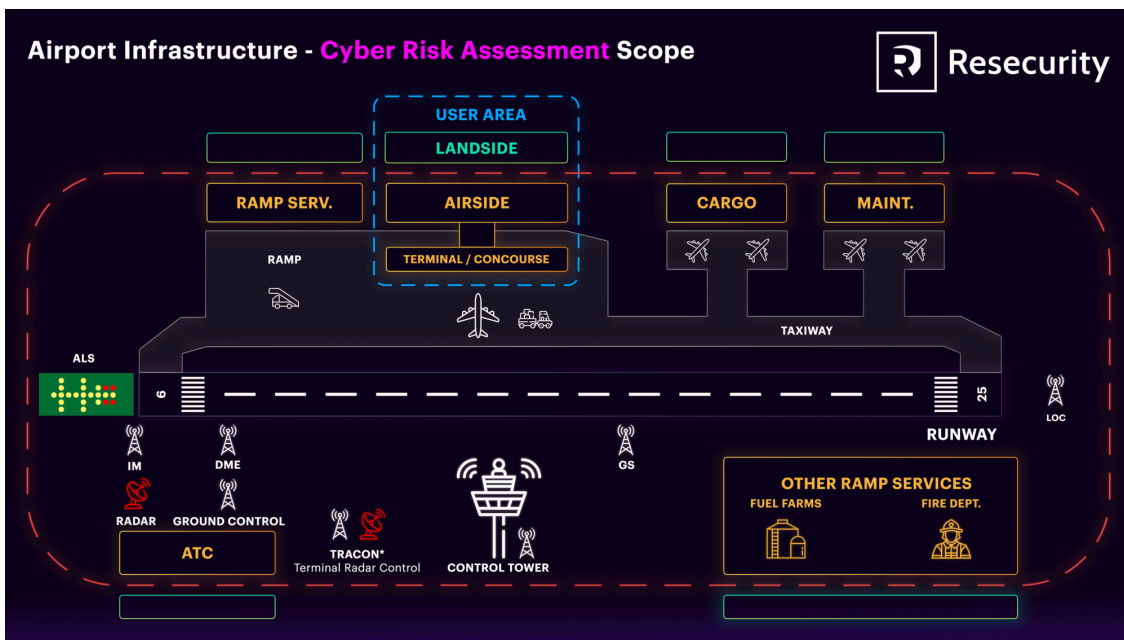 Airport Infrastructure - Cyber Risk Assessment Scope
Resecurity
USER AREA
LANDSIDE
RAMP SERV.
AIRSIDE
CARGO
MAINT.
RAMP
TERMINAL / CONCOURSE
TAXIWAY
ALS
6
25
LOC
RUNWAY
IM
DME
GS
RADAR
GROUND CONTROL
ATC
TRACON*
Terminal Radar Control
CONTROL TOWER
OTHER RAMP SERVICES
FUEL FARMS
FIRE DEPT.